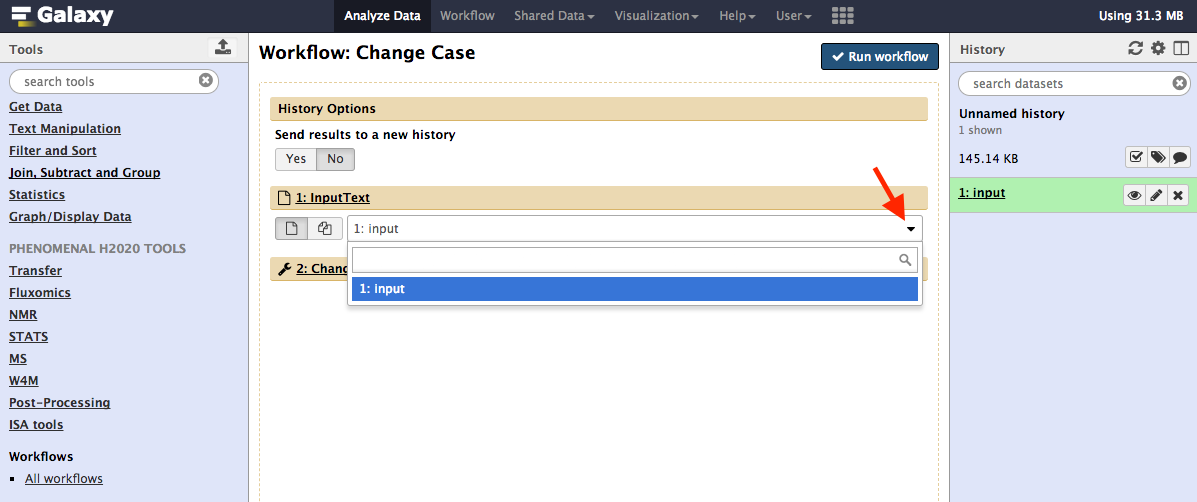 Galaxy
Analyze Data
Workflow
Shared Data
Visualization
Help
User
Using 31.3 MB
Tools
search tools
Get Data
Text Manipulation
Filter and Sort
Join, Subtract and Group
Statistics
Graph/Display Data
PHENOMENAL H2020 TOOLS
Transfer
Fluxomics
NMR
STATS
MS
W4M
Post-Processing
ISA tools
Workflows
All workflows
Workflow: Change Case
Run workflow
History Options
Send results to a new history
Yes No
1: InputText
1: input
1: input
2: Chang
History
search datasets
Unnamed history
1 shown
145.14 KB
1: input